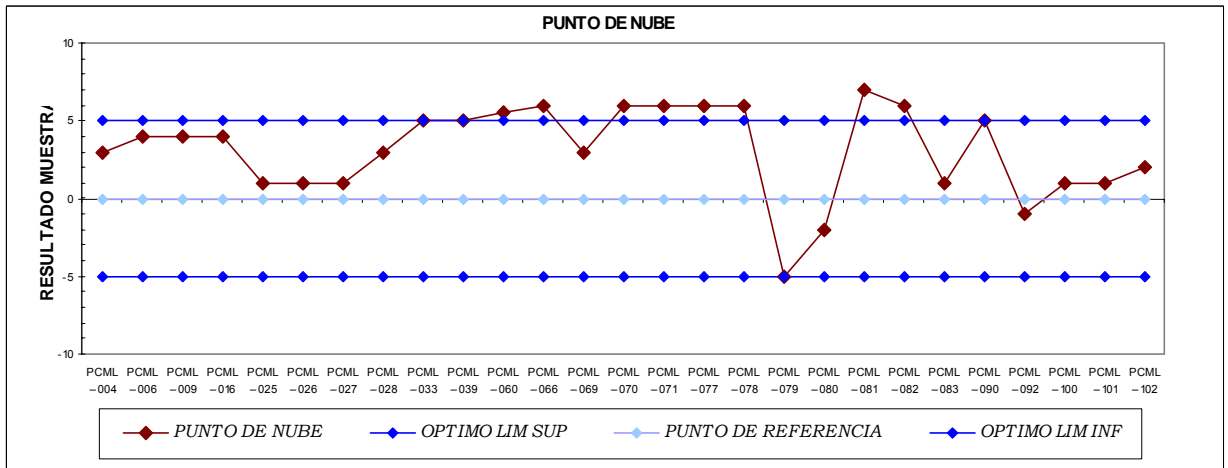 PUNTO DE NUBE
RESULTADO MUESTRA
10
5
0
-5
-10
PCML PCML PCML PCML PCML PCML PCML PCML PCML PCML PCML PCML PCML PCML PCML PCML PCML PCML PCML PCML PCML PCML PCML PCML PCML PCML PCML
–004 –006 –009 –016 –025 –026 –027 –028 –033 –039 –060 –066 –069 –070 –071 –077 –078 –079 –080 –081 –082 –083 –090 –092 –100 –101 –102
PUNTO DE NUBE OPTIMO LIM SUP PUNTO DE REFERENCIA OPTIMO LIM INF